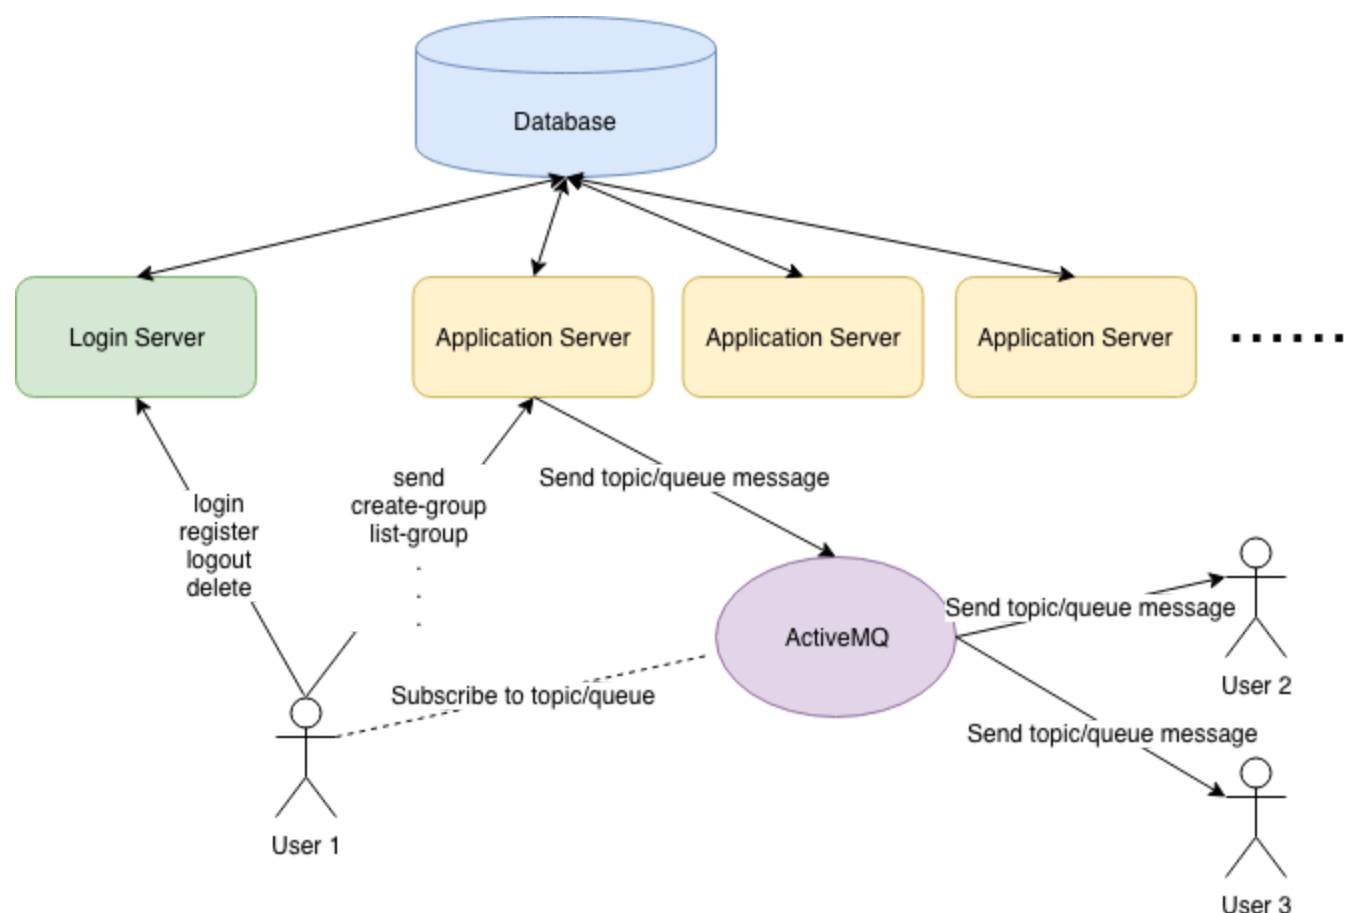 Database
Login Server
Application Server
Application Server
Application Server
send
create-group
list-group
Send topic/queue message
login
register
logout
delete
Send topic/queue message
ActiveMQ
User 2
Subscribe to topic/queue
Send topic/queue message
User 1
User 3